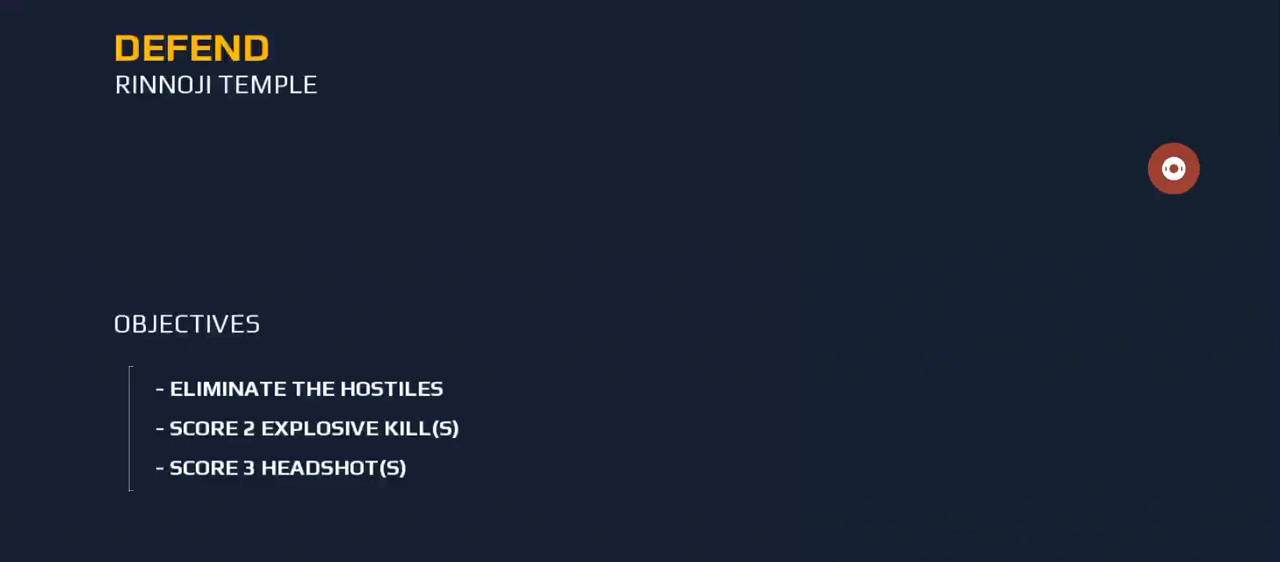 DEFEND
RINNOJI TEMPLE
OBJECTIVES
- ELIMINATE THE HOSTILES
- SCORE 2 EXPLOSIVE KILL(S)
- SCORE 3 HEADSHOT(S)